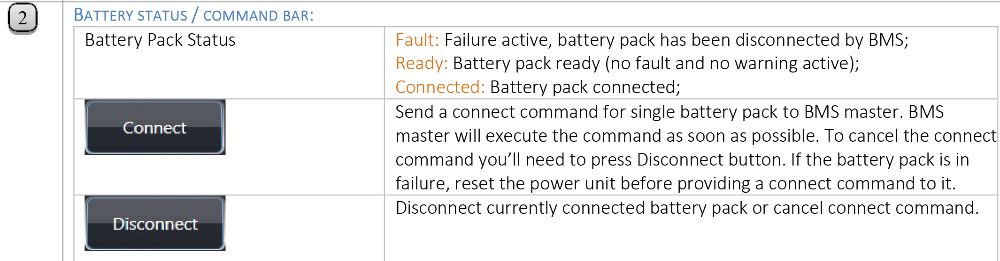 2
BATTERY STATUS / COMMAND BAR:
Battery Pack Status
Fault: Failure active, battery pack has been disconnected by BMS;
Ready: Battery pack ready (no fault and no warning active);
Connected: Battery pack connected;
Connect
Send a connect command for single battery pack to BMS master. BMS
master will execute the command as soon as possible. To cancel the connect
command you’ll need to press Disconnect button. If the battery pack is in
failure, reset the power unit before providing a connect command to it.
Disconnect
Disconnect currently connected battery pack or cancel connect command.